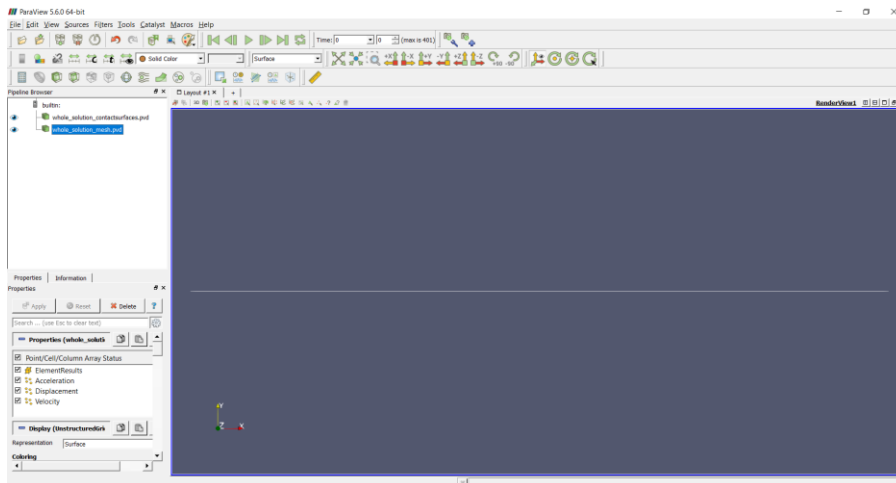 ParaView 5.6.0 64-bit
File Edit View Sources Filters Tools Catalyst Macros Help
Time: 0 0 (max is 401)
Solid Color Surface
Pipeline Browser
Layout #1
builtin:
whole_solution_contactsurfaces.pvd
whole_solution_mesh.pvd
RenderView1
Properties Information
Properties
Apply Reset Delete ?
Search ... (use Esc to clear text)
Properties (whole_soluti
Point/Cell/Column Array Status
ElementResults
Acceleration
Displacement
Velocity
Display (UnstructuredGri
Representation Surface
Coloring
Y
Z X